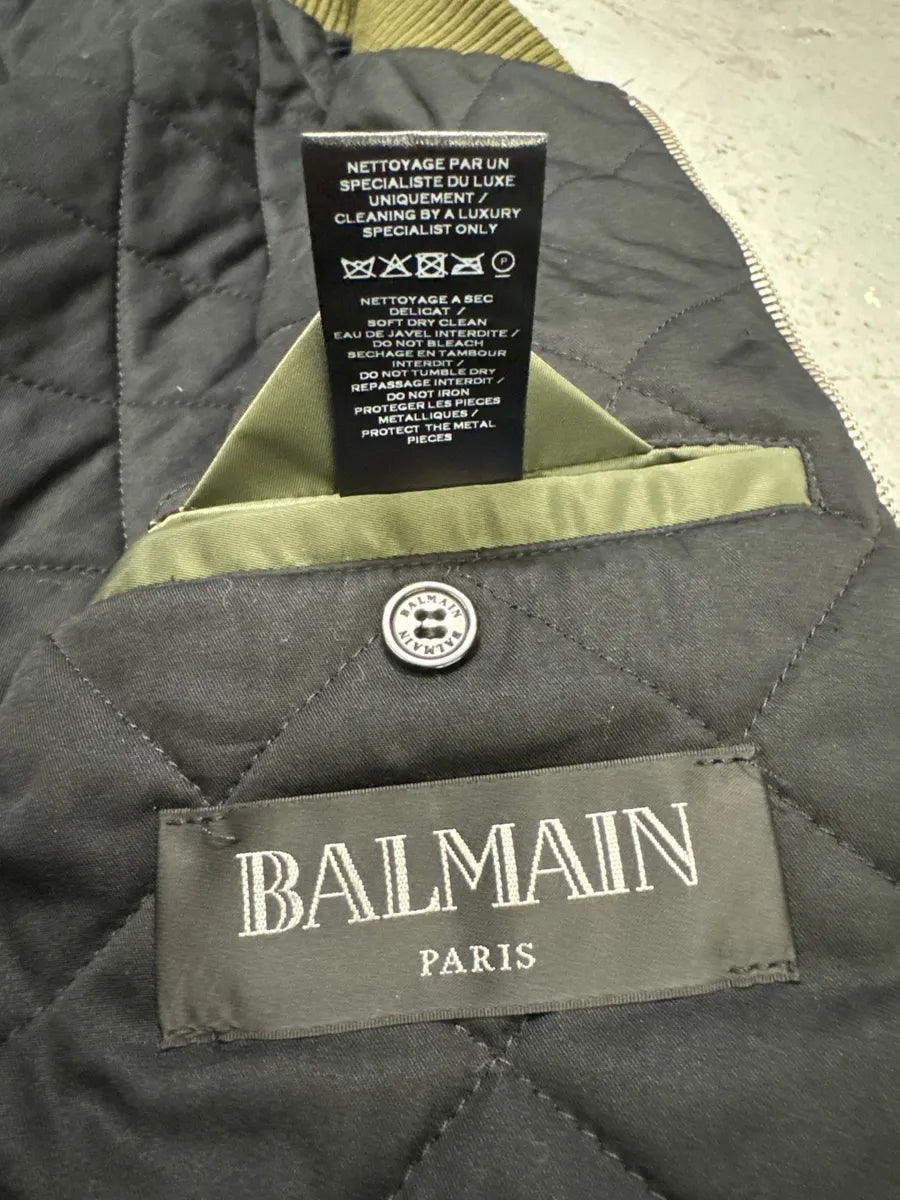 NETTOYAGE PAR UN
SPECIALISTE DU LUXE
UNIQUEMENT /
CLEANING BY A LUXURY
SPECIALIST ONLY
P
NETTOYAGE A SEC
DELICAT /
SOFT DRY CLEAN
EAU DE JAVEL INTERDITE /
DO NOT BLEACH
SECHAGE EN TAMBOUR
INTERDIT /
DO NOT TUMBLE DRY
REPASSAGE INTERDIT /
DO NOT IRON
PROTEGER LES PIECES
METALLIQUES /
PROTECT THE METAL
PIECES
BALMAIN
BALMAIN
BALMAIN
PARIS